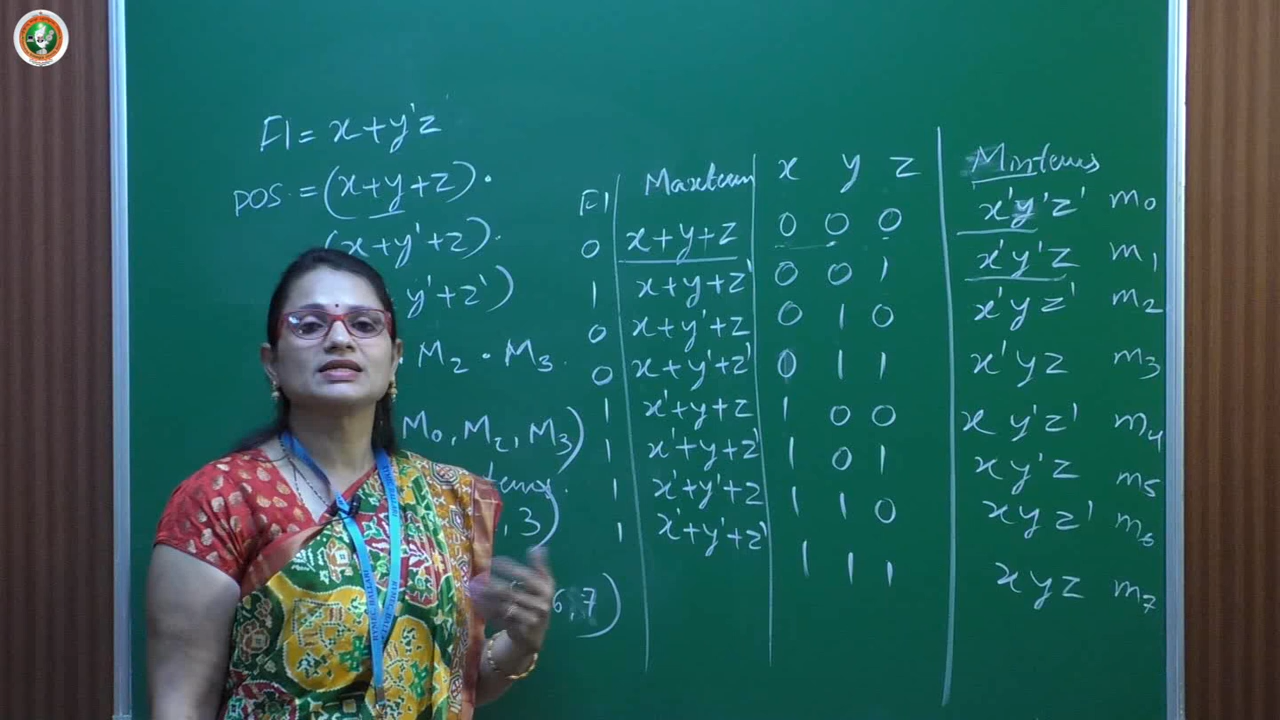 F1 = x+y'z
POS. = (x+y+z).
(x+y'+z).
y'+z')
. M2 . M3.
M0, M2, M3)
, 3)
6,7)
F1 Maxterm x y z Minterms
0 x+y+z 0 0 0 x'y'z' m0
1 x+y+z' 0 0 1 x'y'z m1
0 x+y'+z 0 1 0 x'yz' m2
0 x+y'+z' 0 1 1 x'yz m3
1 x'+y+z 1 0 0 xy'z' m4
1 x'+y+z' 1 0 1 xy'z m5
1 x'+y'+z 1 1 0 xyz' m6
1 x'+y'+z' 1 1 1 xyz m7